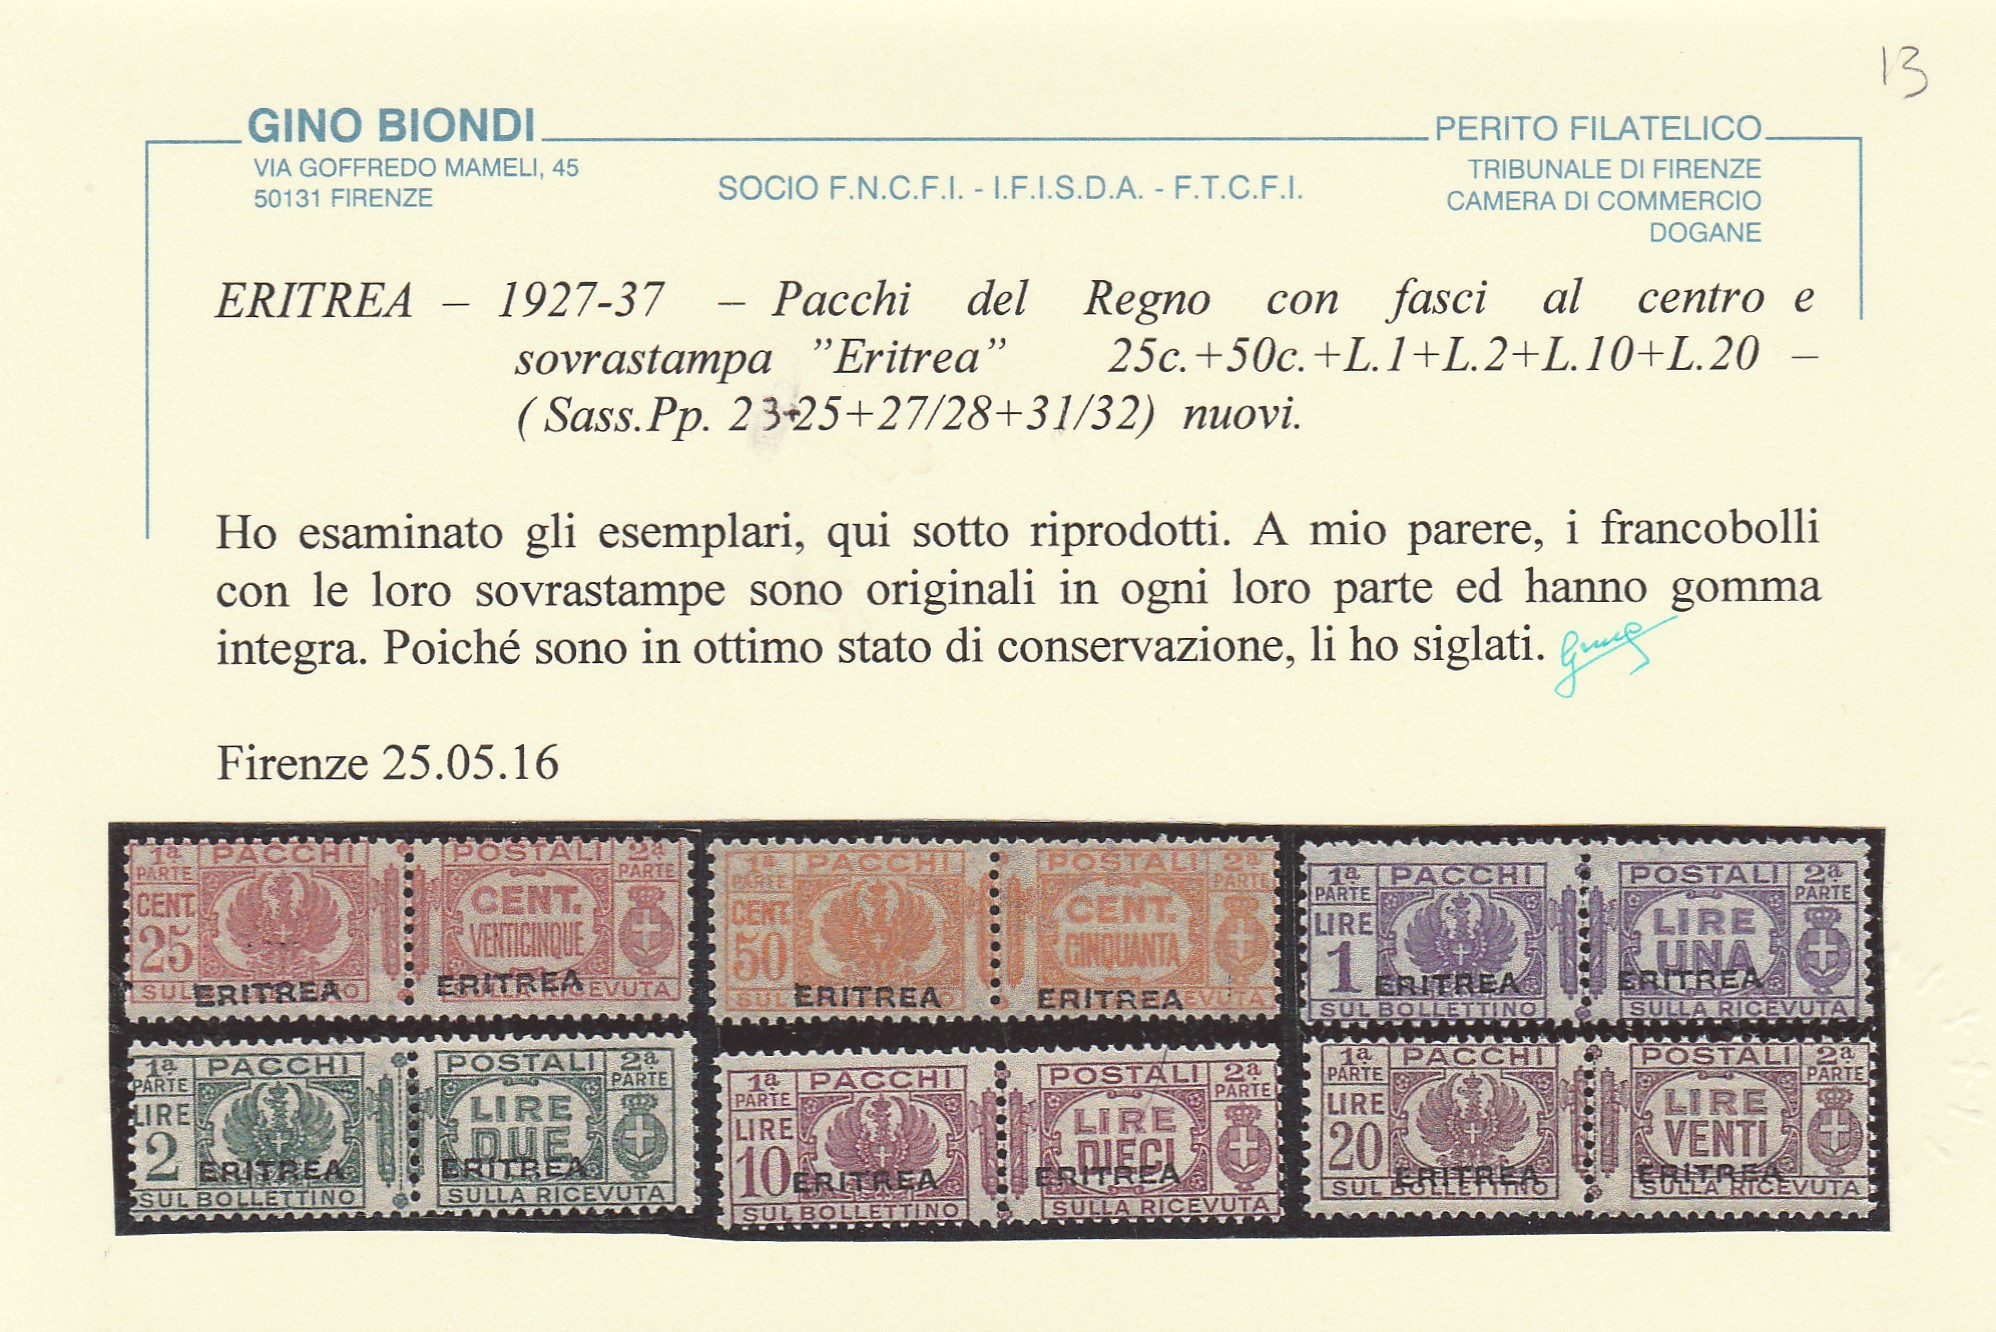 13
GINO BIONDI
VIA GOFFREDO MAMELI, 45
50131 FIRENZE
SOCIO F.N.C.F.I. - I.F.I.S.D.A. - F.T.C.F.I.
PERITO FILATELICO
TRIBUNALE DI FIRENZE
CAMERA DI COMMERCIO
DOGANE
ERITREA – 1927-37 – Pacchi del Regno con fasci al centro e
sovrastampa ”Eritrea” 25c.+50c.+L.1+L.2+L.10+L.20 –
( Sass.Pp. 23+25+27/28+31/32) nuovi.
Ho esaminato gli esemplari, qui sotto riprodotti. A mio parere, i francobolli
con le loro sovrastampe sono originali in ogni loro parte ed hanno gomma
integra. Poiché sono in ottimo stato di conservazione, li ho siglati.
Firenze 25.05.16
1ª PARTE PACCHI POSTALI 2ª PARTE
CENT. 25 CENT. VENTICINQUE
ERITREA ERITREA
SUL BOLLETTINO SULLA RICEVUTA
1ª PARTE PACCHI POSTALI 2ª PARTE
CENT. 50 CENT. CINQUANTA
ERITREA ERITREA
SUL BOLLETTINO SULLA RICEVUTA
1ª PARTE PACCHI POSTALI 2ª PARTE
LIRE 1 LIRE UNA
ERITREA ERITREA
SUL BOLLETTINO SULLA RICEVUTA
1ª PARTE PACCHI POSTALI 2ª PARTE
LIRE 2 LIRE DUE
ERITREA ERITREA
SUL BOLLETTINO SULLA RICEVUTA
1ª PARTE PACCHI POSTALI 2ª PARTE
LIRE 10 LIRE DIECI
ERITREA ERITREA
SUL BOLLETTINO SULLA RICEVUTA
1ª PARTE PACCHI POSTALI 2ª PARTE
LIRE 20 LIRE VENTI
ERITREA ERITREA
SUL BOLLETTINO SULLA RICEVUTA